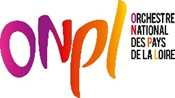 onpl
ORCHESTRE
NATIONAL
DES PAYS
DE LA LOIRE